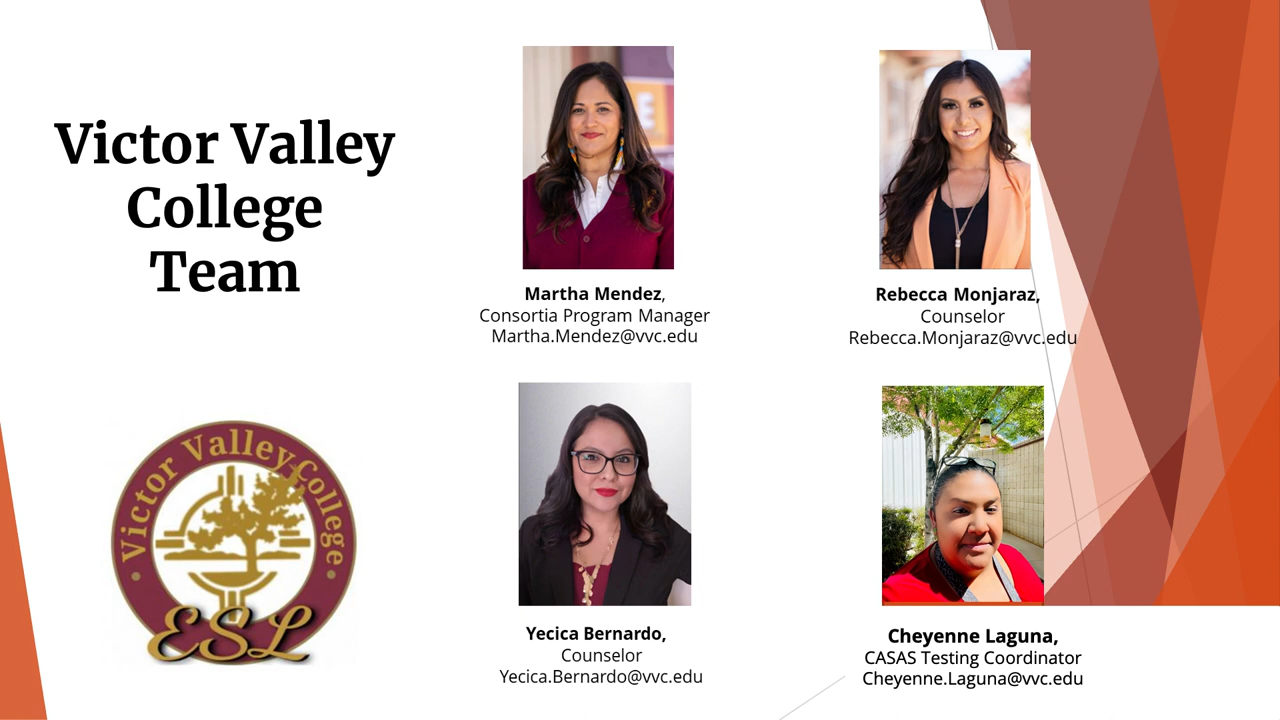 Victor Valley
College
Team
Martha Mendez,
Consortia Program Manager
Martha.Mendez@vvc.edu
Rebecca Monjaraz,
Counselor
Rebecca.Monjaraz@vvc.edu
Victor Valley College
ESL
Yecica Bernardo,
Counselor
Yecica.Bernardo@vvc.edu
Cheyenne Laguna,
CASAS Testing Coordinator
Cheyenne.Laguna@vvc.edu